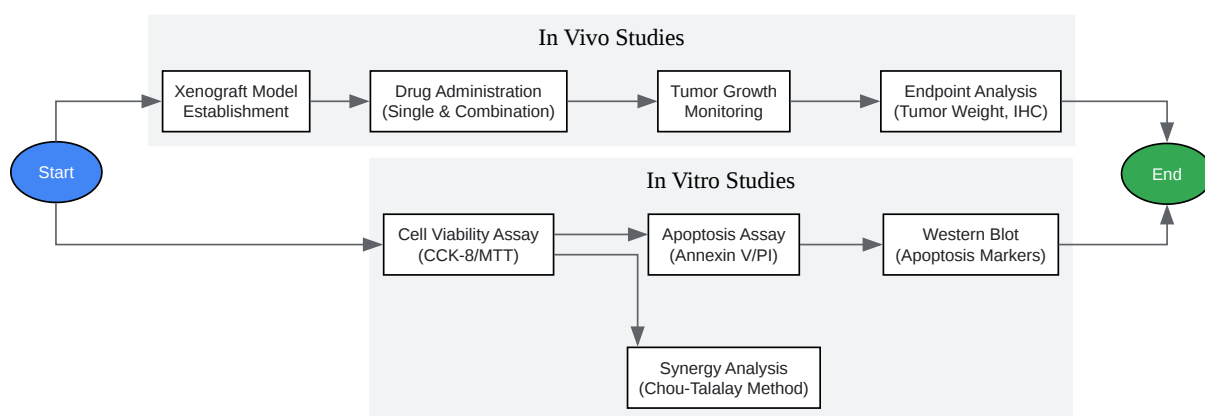 In Vivo Studies
Xenograft Model
Establishment
Drug Administration
(Single & Combination)
Tumor Growth
Monitoring
Endpoint Analysis
(Tumor Weight, IHC)
Start
End
In Vitro Studies
Cell Viability Assay
(CCK-8/MTT)
Apoptosis Assay
(Annexin V/PI)
Western Blot
(Apoptosis Markers)
Synergy Analysis
(Chou-Talalay Method)